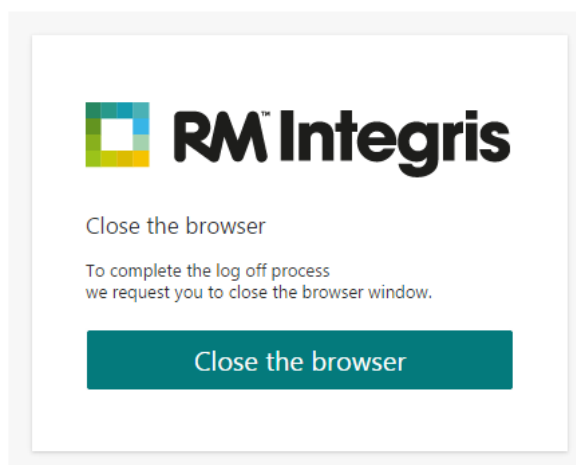 RM™ Integris
Close the browser
To complete the log off process
we request you to close the browser window.
Close the browser